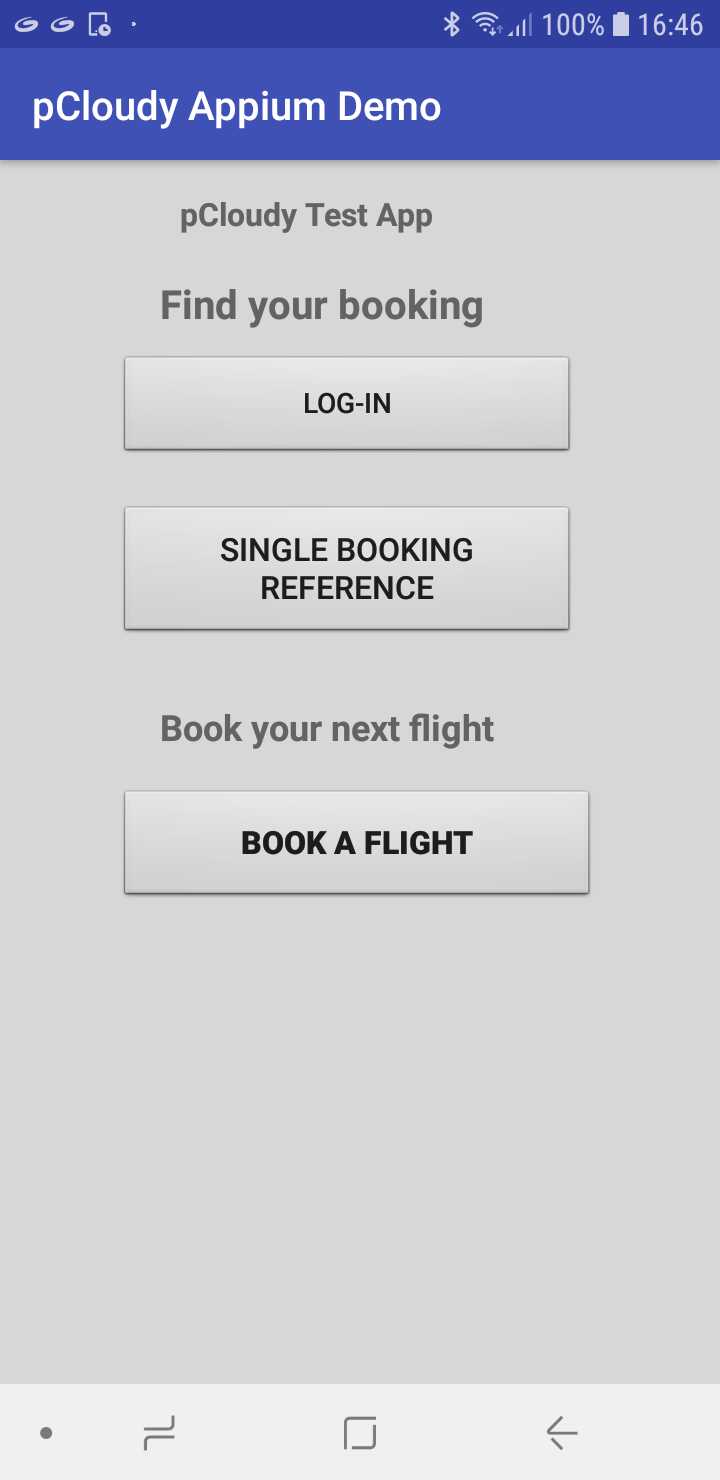 100% 16:46
pCloudy Appium Demo
pCloudy Test App
Find your booking
LOG-IN
SINGLE BOOKING
REFERENCE
Book your next flight
BOOK A FLIGHT